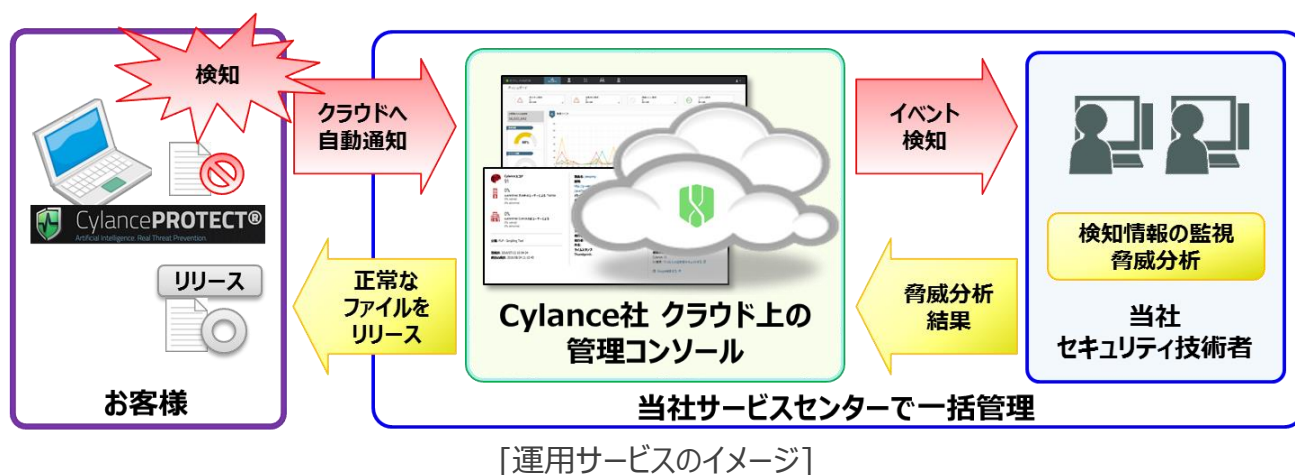 検知
クラウドへ
自動通知
イベント
検知
CylancePROTECT®
Artificial Intelligence. Real Threat Prevention.
リリース
正常な
ファイルを
リリース
お客様
Cylance社 クラウド上の
管理コンソール
脅威分析
結果
検知情報の監視
脅威分析
当社
セキュリティ技術者
当社サービスセンターで一括管理
[運用サービスのイメージ]